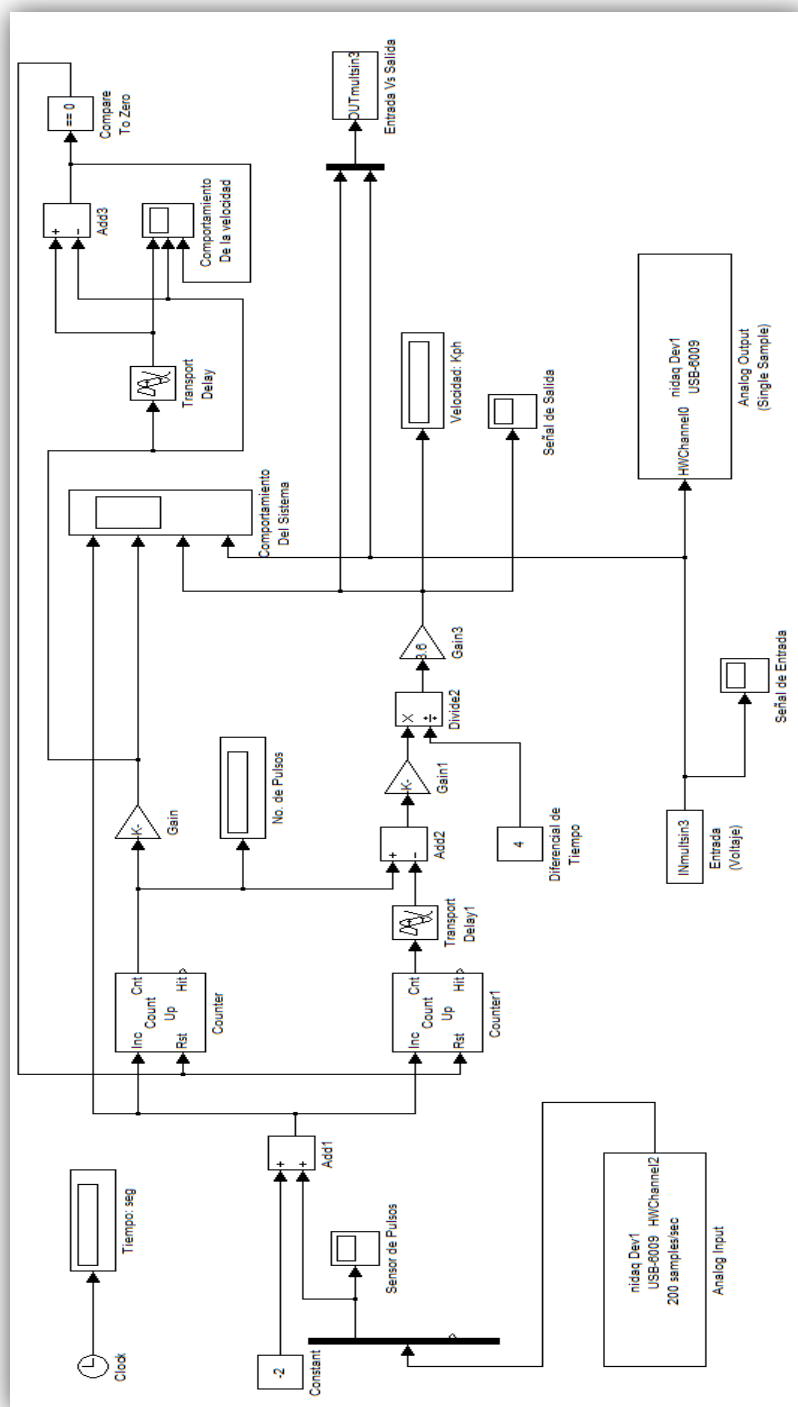 == 0
Compare
To Zero
+
-
Add3
Comportamiento
De la velocidad
Transport
Delay
Tiempo: seg
Clock
Comportamiento
Del Sistema
-K-
Gain
Inc
Count
Up
Rst
Cnt
Hit
Counter
No. de Pulsos
OUTmultsin3
Entrada Vs Salida
-2
Constant
+
+
Add1
Sensor de Pulsos
Inc
Count
Up
Rst
Cnt
Hit
Counter1
Transport
Delay1
+
-
Add2
-K-
Gain1
×
÷
Divide2
3.6
Gain3
Velocidad: Kph
Señal de Salida
4
Diferencial de
Tiempo
nidaq Dev1
USB-6009 HWChannel2
200 samples/sec
Analog Input
INmultsin3
Entrada
(Voltaje)
Señal de Entrada
nidaq Dev1
HWChannel0
USB-6009
Analog Output
(Single Sample)